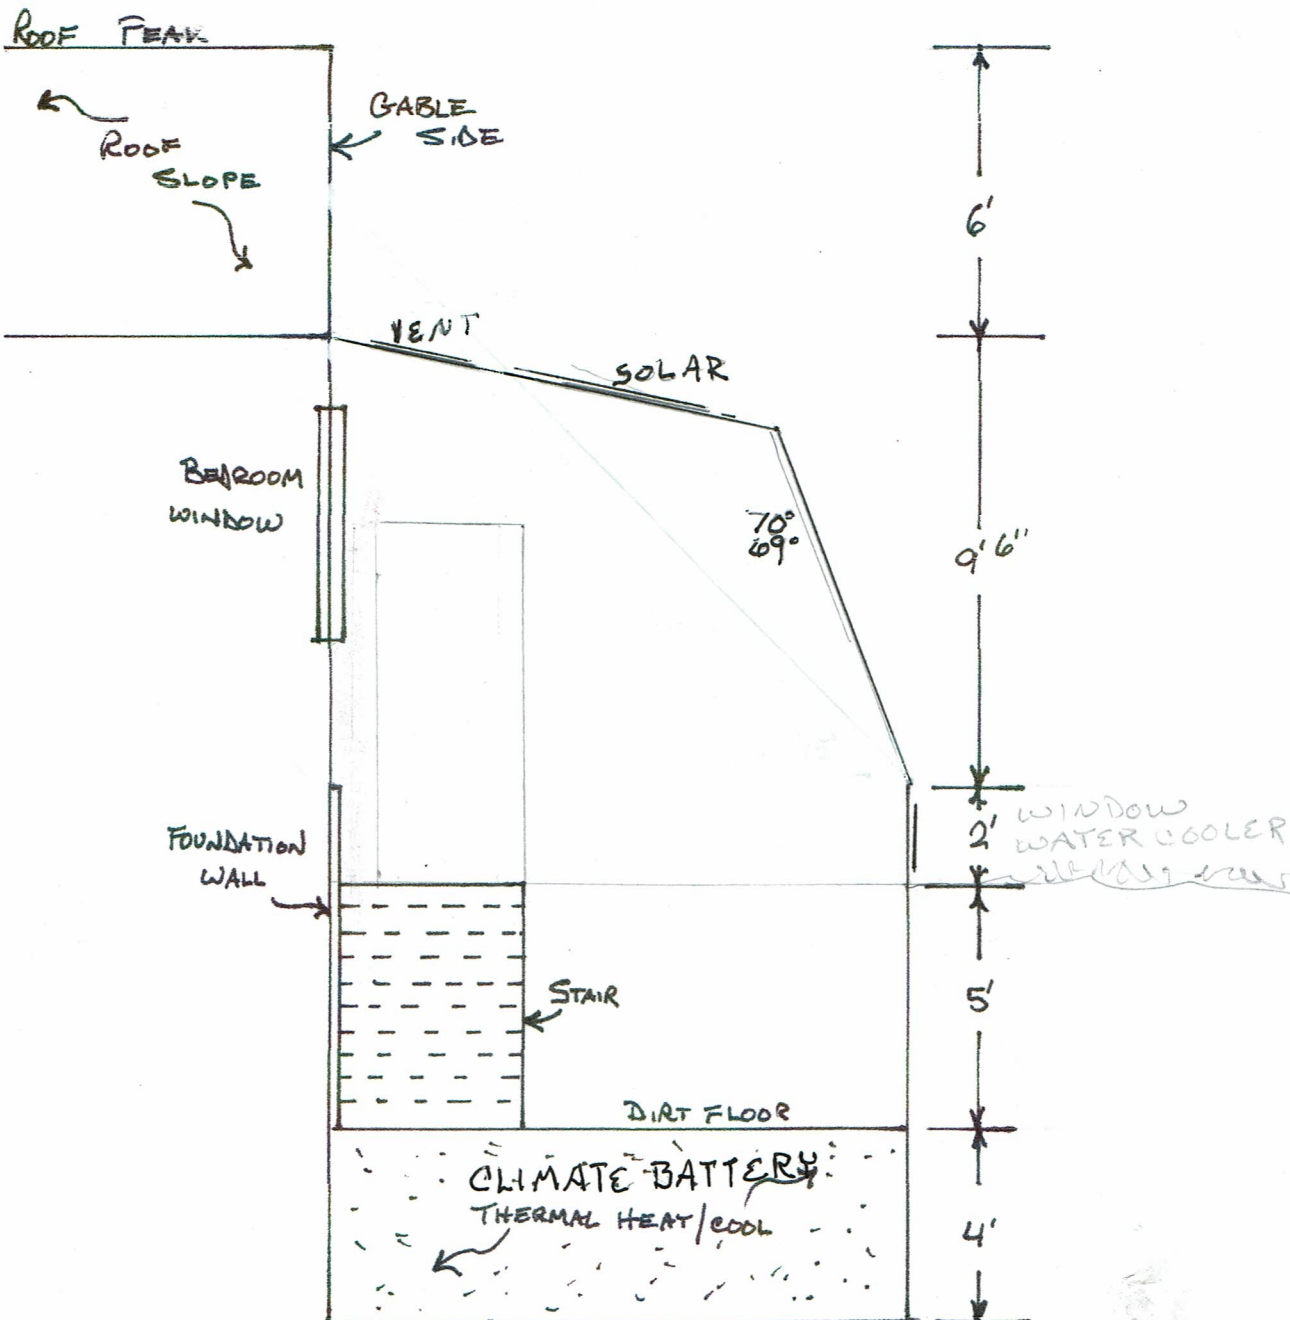 ROOF PEAK
GABLE
SIDE
ROOF
SLOPE
6'
VENT
SOLAR
BEDROOM
WINDOW
70°
69°
9' 6"
WINDOW
2'
WATER COOLER
FOUNDATION
WALL
5'
STAIR
DIRT FLOOR
CLIMATE BATTERY
THERMAL HEAT/COOL
4'